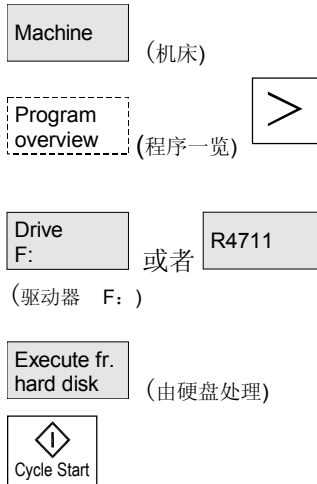 Machine
(机床)
Program
overview
(程序一览)
>
Drive
F:
或者
R4711
(驱动器 F：)
Execute fr.
hard disk
(由硬盘处理)
Cycle Start